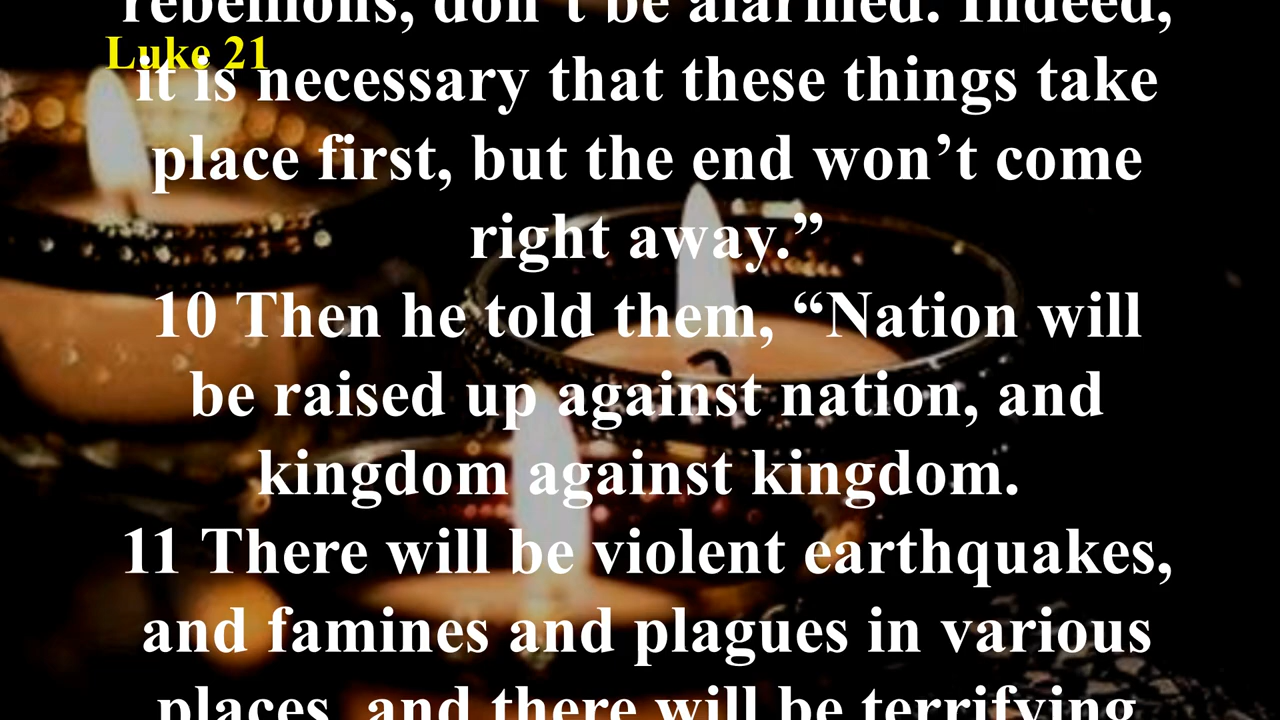 rebellions, don’t be alarmed. Indeed,
Luke 21
it is necessary that these things take
place first, but the end won’t come
right away.”
10 Then he told them, “Nation will
be raised up against nation, and
kingdom against kingdom.
11 There will be violent earthquakes,
and famines and plagues in various
places, and there will be terrifying